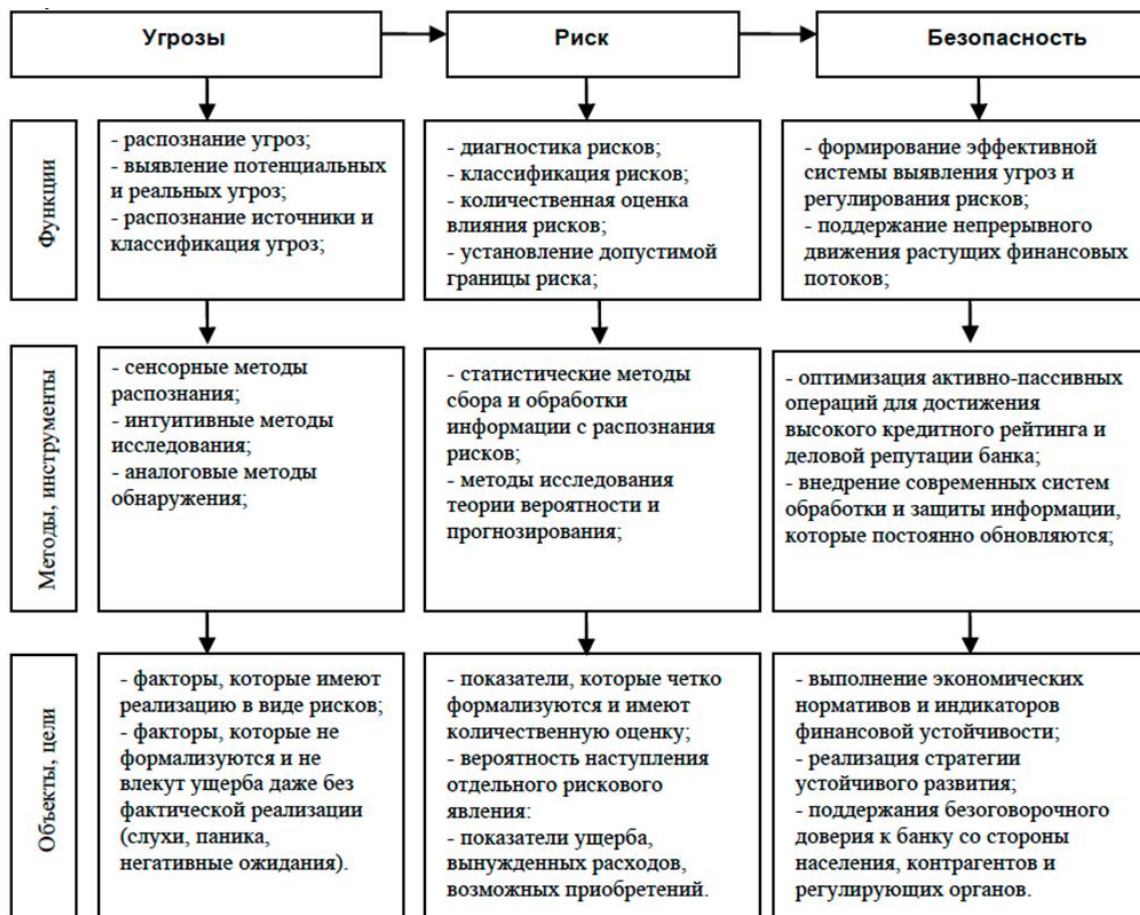 Угрозы
Риск
Безопасность
Функции
- распознание угроз;
- выявление потенциальных
и реальных угроз;
- распознание источники и
классификация угроз;
- диагностика рисков;
- классификация рисков;
- количественная оценка
влияния рисков;
- установление допустимой
границы риска;
- формирование эффективной
системы выявления угроз и
регулирования рисков;
- поддержание непрерывного
движения растущих финансовых
потоков;
Методы, инструменты
- сенсорные методы
распознания;
- интуитивные методы
исследования;
- аналоговые методы
обнаружения;
- статистические методы
сбора и обработки
информации с распознания
рисков;
- методы исследования
теории вероятности и
прогнозирования;
- оптимизация активно-пассивных
операций для достижения
высокого кредитного рейтинга и
деловой репутации банка;
- внедрение современных систем
обработки и защиты информации,
которые постоянно обновляются;
Объекты, цели
- факторы, которые имеют
реализацию в виде рисков;
- факторы, которые не
формализуются и не
влекут ущерба даже без
фактической реализации
(слухи, паника,
негативные ожидания).
- показатели, которые четко
формализуются и имеют
количественную оценку;
- вероятность наступления
отдельного рискового
явления:
- показатели ущерба,
вынужденных расходов,
возможных приобретений.
- выполнение экономических
нормативов и индикаторов
финансовой устойчивости;
- реализация стратегии
устойчивого развития;
- поддержания безоговорочного
доверия к банку со стороны
населения, контрагентов и
регулирующих органов.